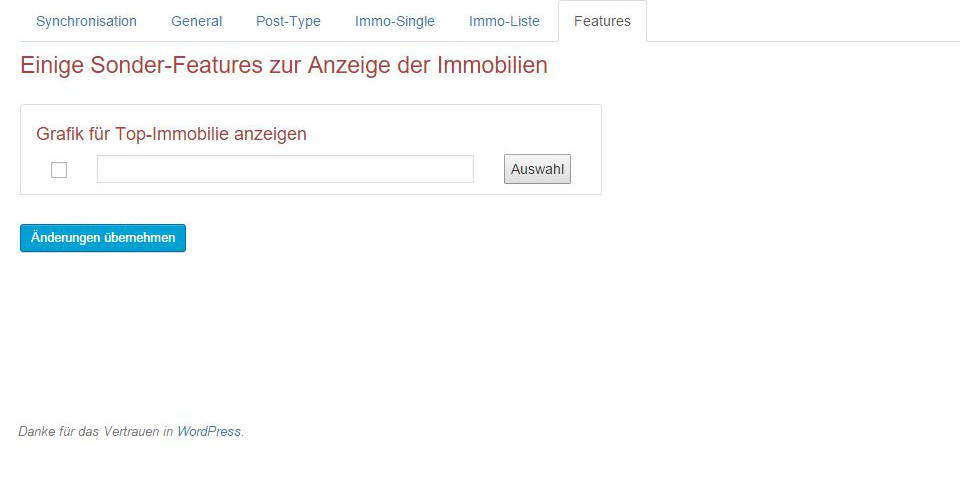 Synchronisation General Post-Type Immo-Single Immo-Liste Features
Einige Sonder-Features zur Anzeige der Immobilien
Grafik für Top-Immobilie anzeigen
Auswahl
Änderungen übernehmen
Danke für das Vertrauen in WordPress.